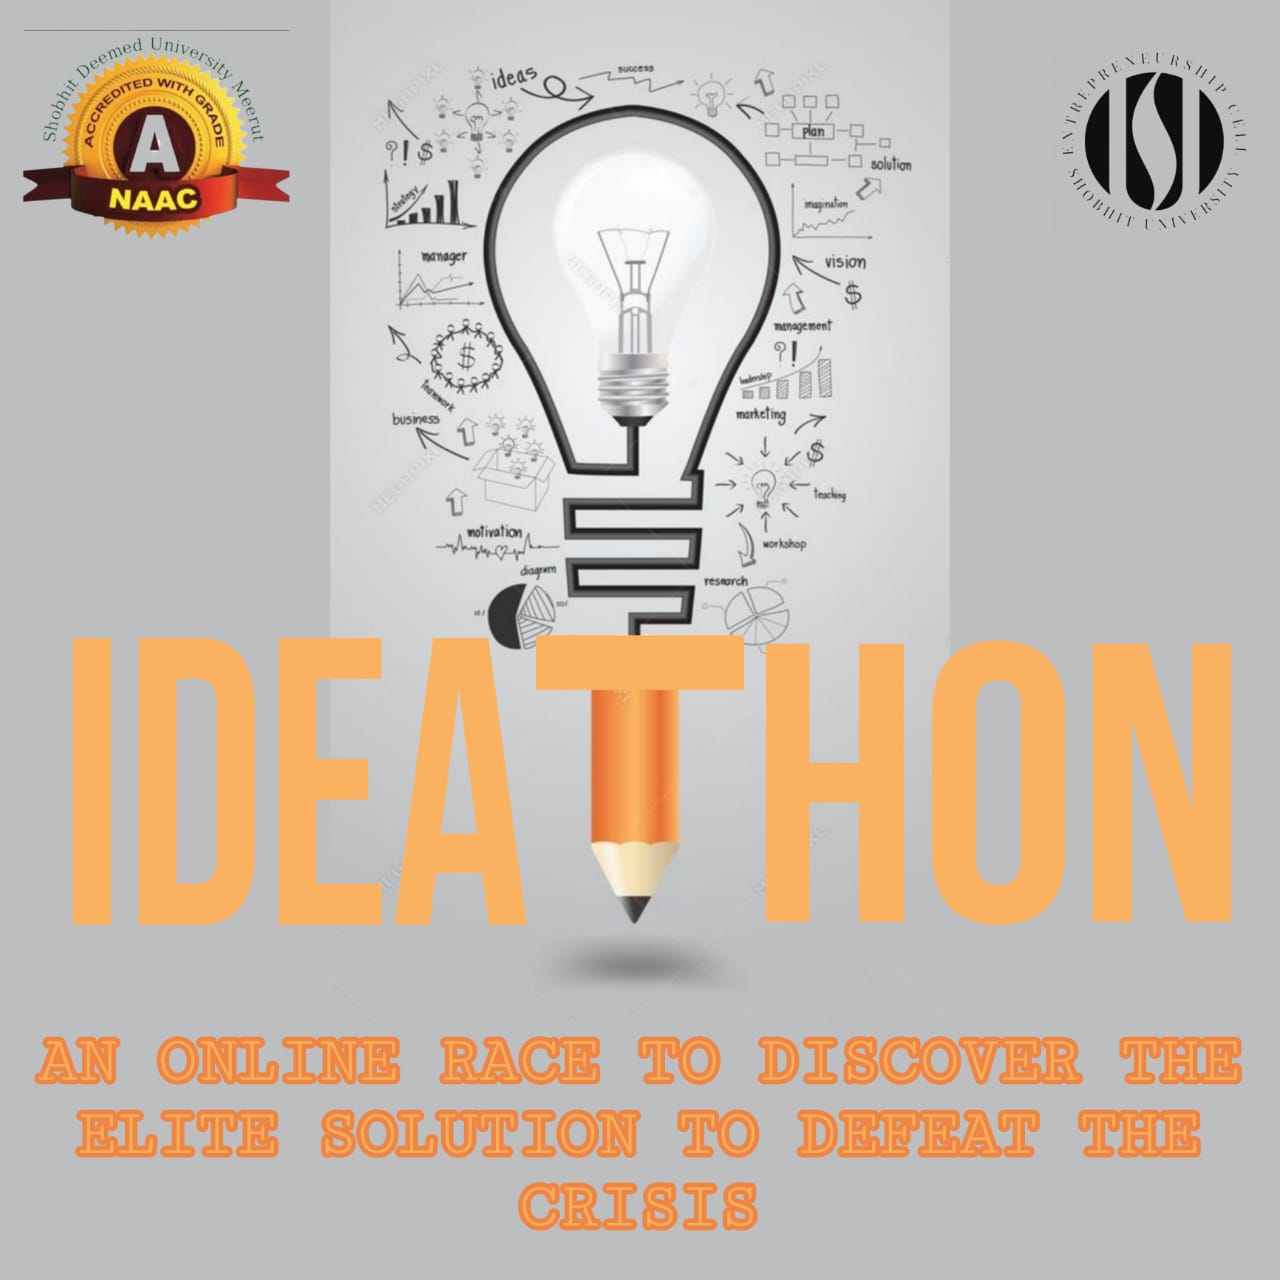 Shobhit Deemed University Meerut
ACCREDITED WITH GRADE
A
NAAC
ENTREPRENEURSHIP CELL
SHOBHIT UNIVERSITY
ideas
success
plan
solution
?!$
strategy
imagination
manager
vision
$
management
?!
$
teamwork
leadership
business
marketing
$
teaching
motivation
workshop
diagram
research
IDEATHON
AN ONLINE RACE TO DISCOVER THE
ELITE SOLUTION TO DEFEAT THE
CRISIS